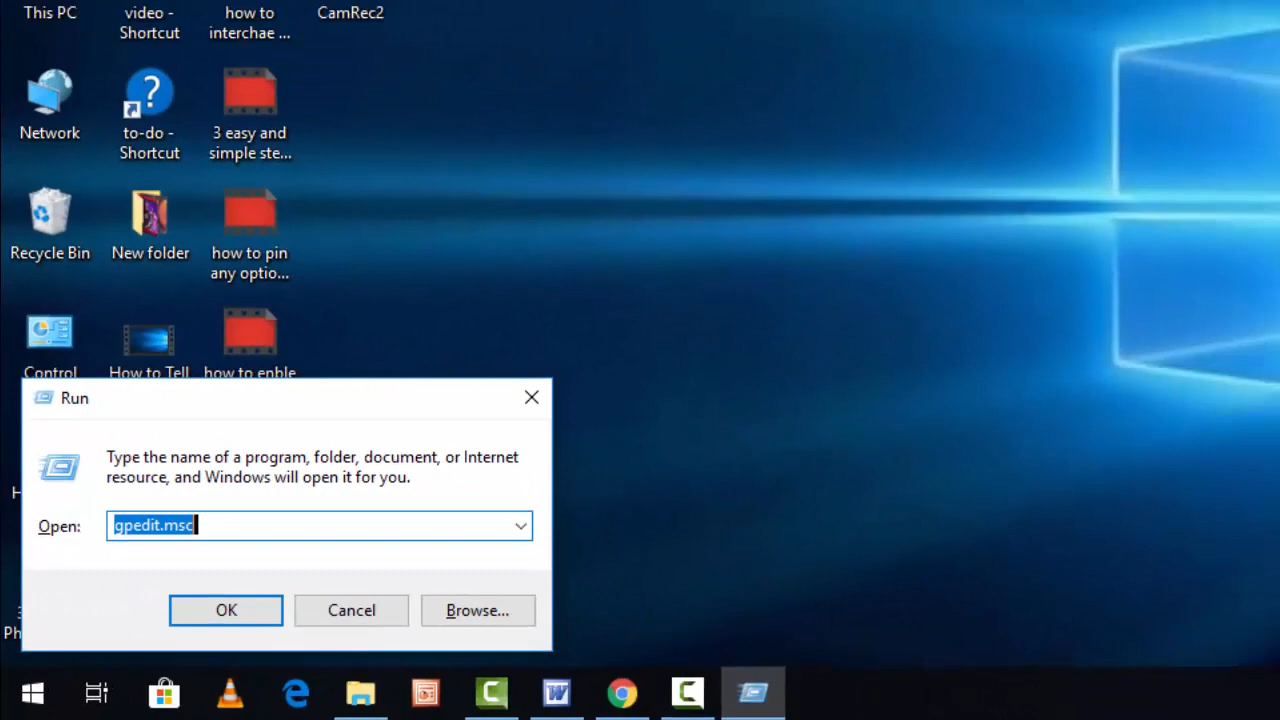 This PC
video -
Shortcut
how to
interchae ...
CamRec2
Network
to-do -
Shortcut
3 easy and
simple ste...
Recycle Bin
New folder
how to pin
any optio...
Control
How to Tell
how to enble
Run
Type the name of a program, folder, document, or Internet
resource, and Windows will open it for you.
Open:
gpedit.msc
OK
Cancel
Browse...